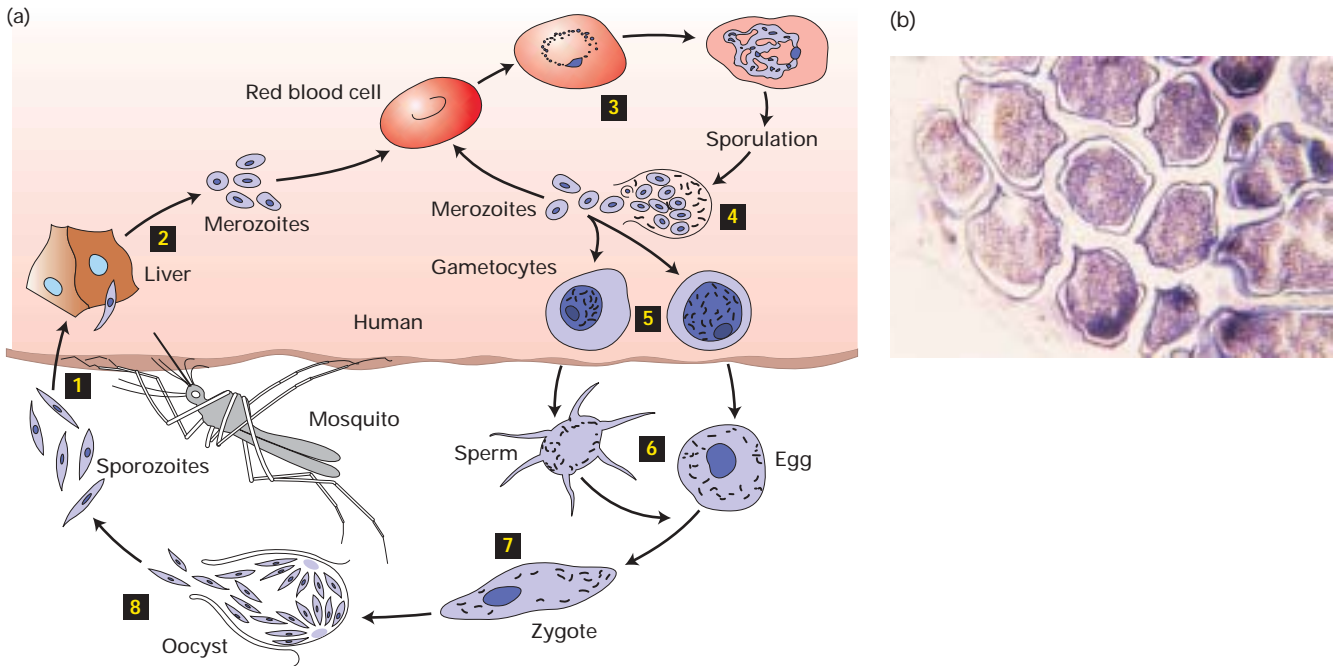 (a)
(b)
Red blood cell
3
Sporulation
Merozoites
Merozoites
4
2
Liver
Gametocytes
Human
5
1
Mosquito
Sporozoites
Sperm
6
Egg
7
8
Oocyst
Zygote